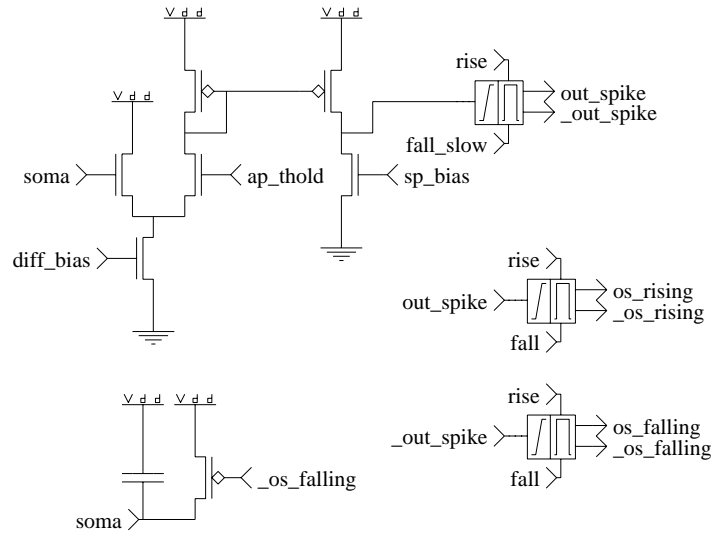 Vdd
Vdd
rise
Vdd
out_spike
_out_spike
fall_slow
soma
ap_thold
sp_bias
diff_bias
rise
os_rising
out_spike
_os_rising
fall
Vdd
Vdd
rise
os_falling
_out_spike
_os_falling
_os_falling
fall
soma